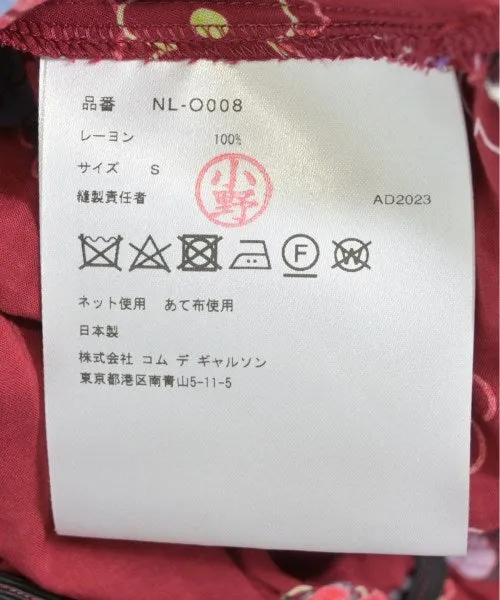 品番 NL-O008
レーヨン 100%
サイズ S
小野
縫製責任者 AD2023
F W
ネット使用 あて布使用
日本製
株式会社 コム デ ギャルソン
東京都港区南青山5-11-5